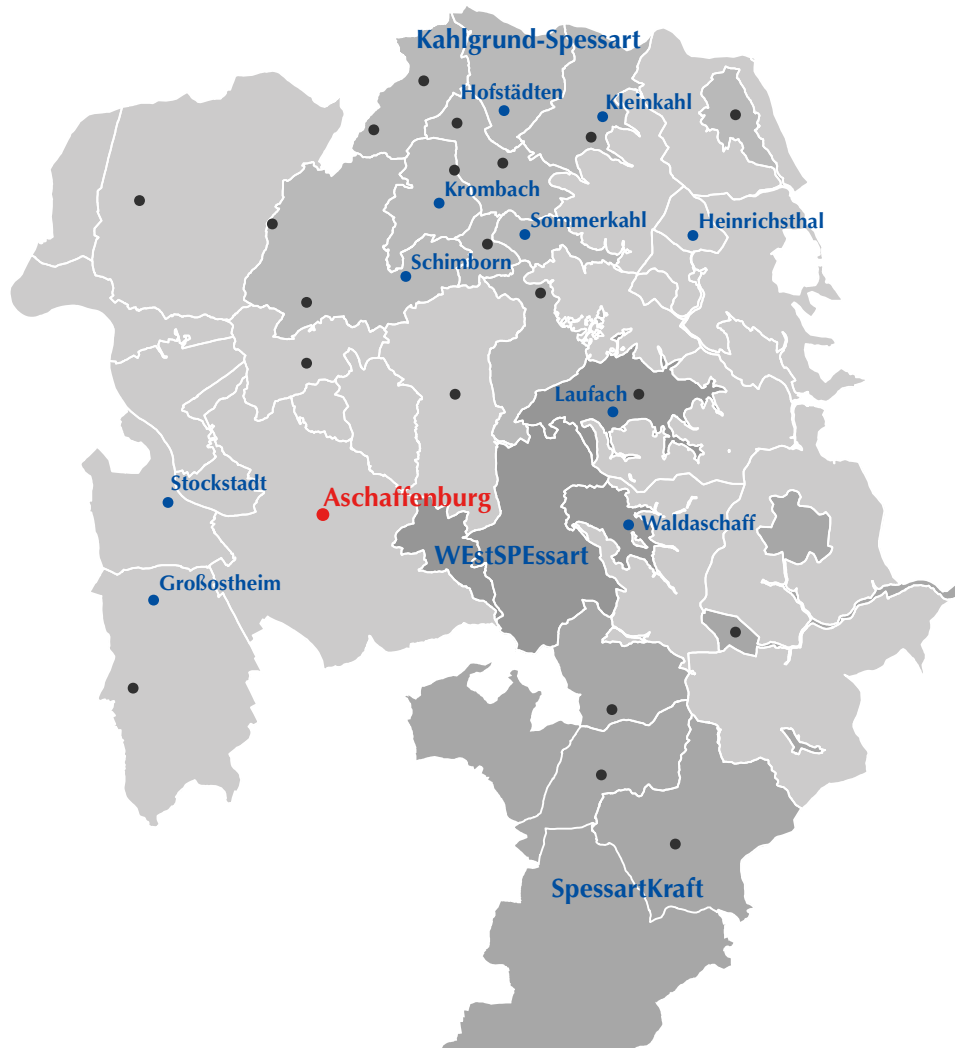 Kahlgrund-Spessart
Hofstädten
Kleinkahl
Krombach
Sommerkahl
Heinrichsthal
Schimborn
Laufach
Stockstadt
Aschaffenburg
Waldaschaff
WEstSPEssart
Großostheim
SpessartKraft